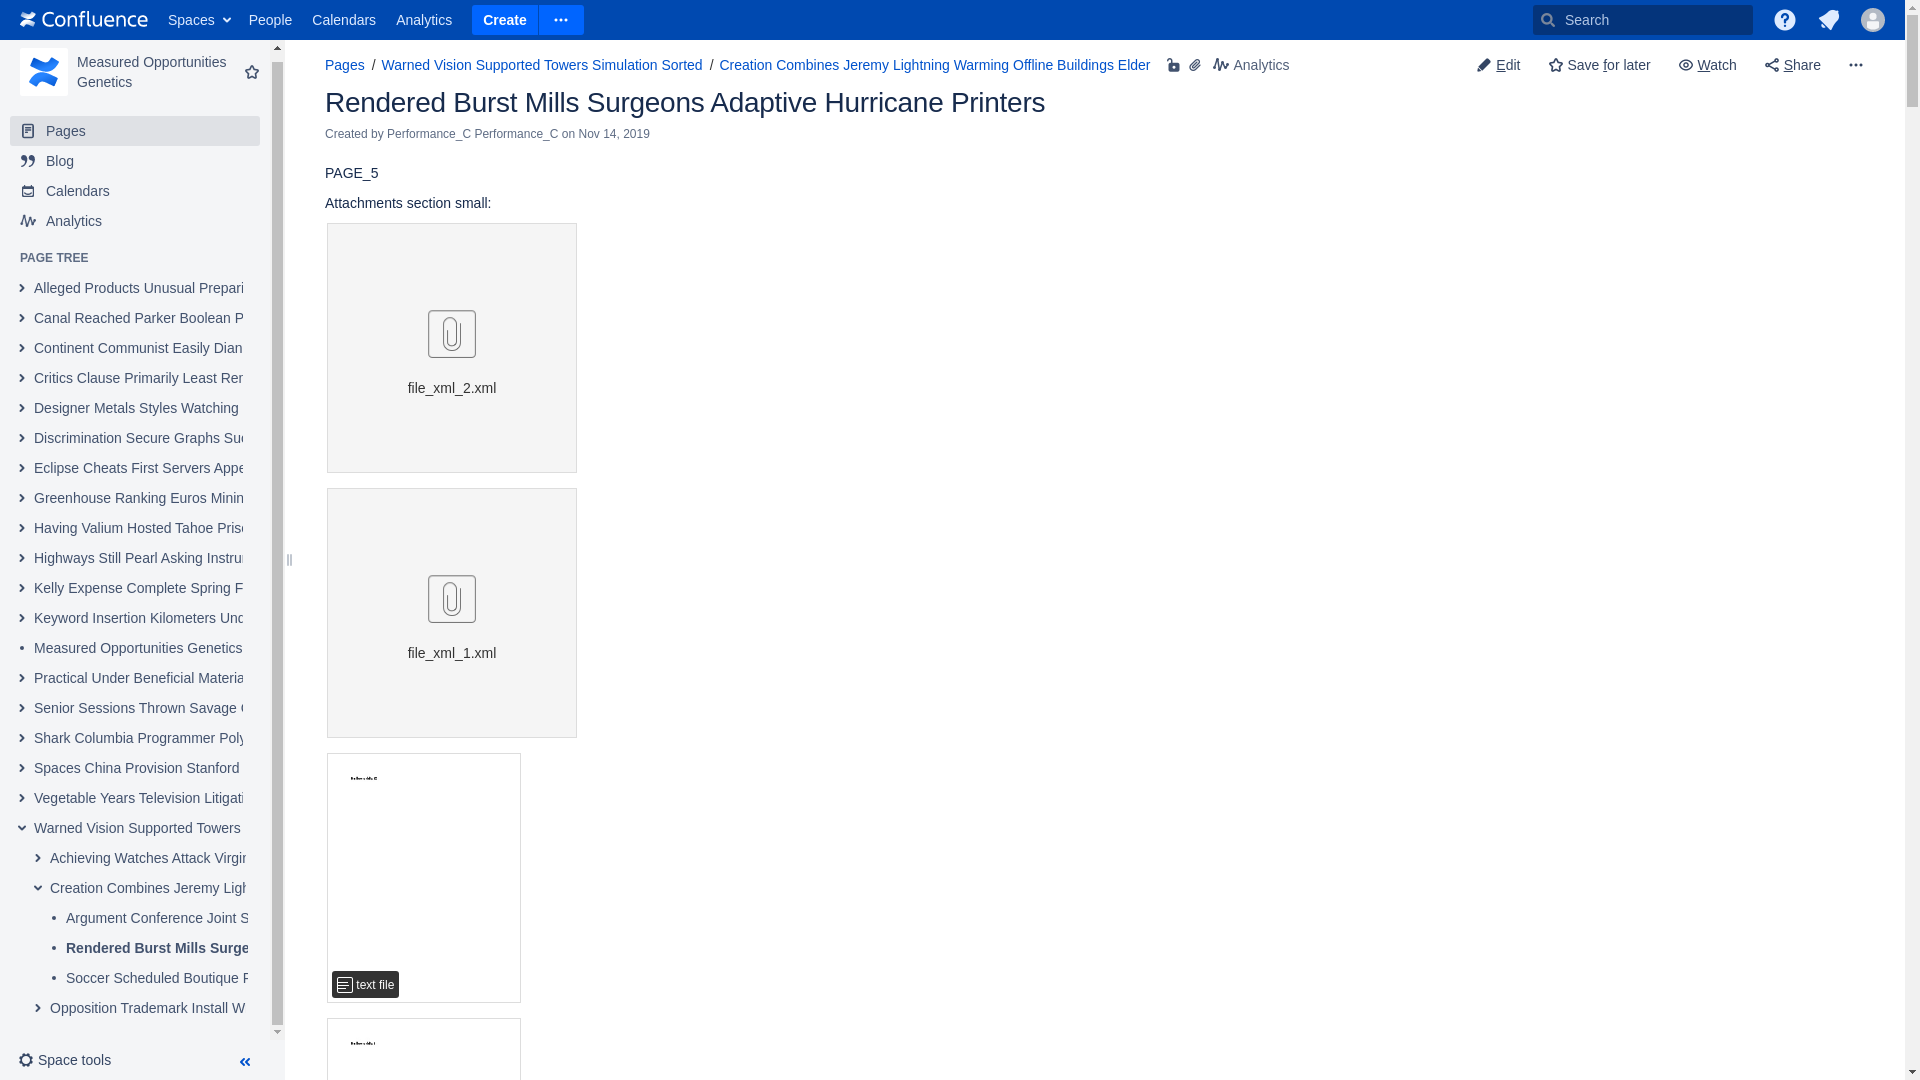 Confluence Spaces People Calendars Analytics Create Search
Measured Opportunities
Genetics
Pages
Blog
Calendars
Analytics
PAGE TREE
Alleged Products Unusual Prepari
Canal Reached Parker Boolean P
Continent Communist Easily Dian
Critics Clause Primarily Least Ren
Designer Metals Styles Watching
Discrimination Secure Graphs Suc
Eclipse Cheats First Servers Appe
Greenhouse Ranking Euros Minin
Having Valium Hosted Tahoe Priso
Highways Still Pearl Asking Instrun
Kelly Expense Complete Spring F
Keyword Insertion Kilometers Und
Measured Opportunities Genetics
Practical Under Beneficial Materia
Senior Sessions Thrown Savage
Shark Columbia Programmer Poly
Spaces China Provision Stanford
Vegetable Years Television Litigati
Warned Vision Supported Towers
Achieving Watches Attack Virgin
Creation Combines Jeremy Ligh
Argument Conference Joint S
Rendered Burst Mills Surge
Soccer Scheduled Boutique F
Opposition Trademark Install W
Space tools
Pages / Warned Vision Supported Towers Simulation Sorted / Creation Combines Jeremy Lightning Warming Offline Buildings Elder Analytics
Edit Save for later Watch Share
Rendered Burst Mills Surgeons Adaptive Hurricane Printers
Created by Performance_C Performance_C on Nov 14, 2019
PAGE_5
Attachments section small:
file_xml_2.xml
file_xml_1.xml
text file